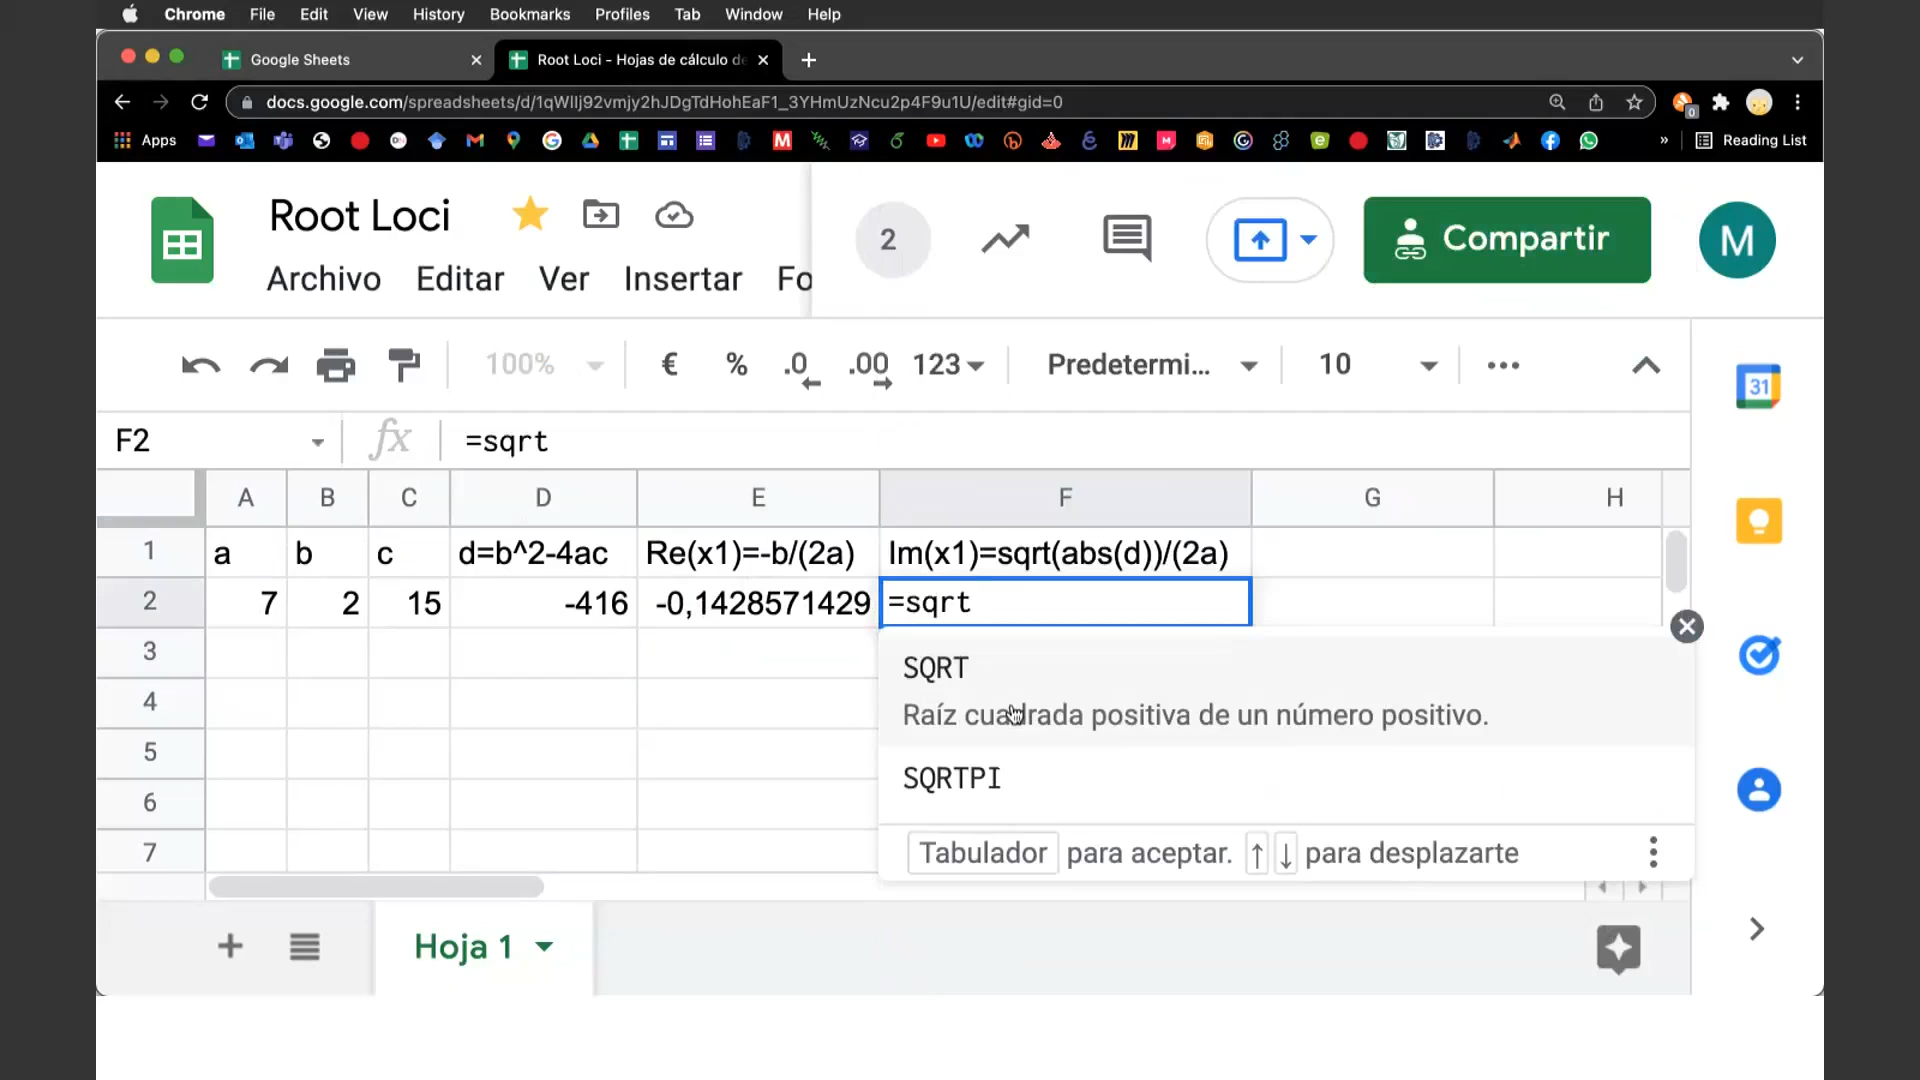 Chrome File Edit View History Bookmarks Profiles Tab Window Help
Google Sheets
Root Loci - Hojas de cálculo de
docs.google.com/spreadsheets/d/1qWIlj92vmjy2hJDgTdHohEaF1_3YHmUzNcu2p4F9u1U/edit#gid=0
0
Apps
Reading List
Root Loci
2
Compartir
M
Archivo Editar Ver Insertar Fo
100% € % .0 .00 123 Predetermi... 10
31
F2 fx =sqrt
A B C D E F G H
1 a b c d=b^2-4ac Re(x1)=-b/(2a) Im(x1)=sqrt(abs(d))/(2a)
2 7 2 15 -416 -0,1428571429 =sqrt
3
SQRT
4
Raíz cuadrada positiva de un número positivo.
5
SQRTPI
6
7
Tabulador para aceptar. ↑ ↓ para desplazarte
Hoja 1